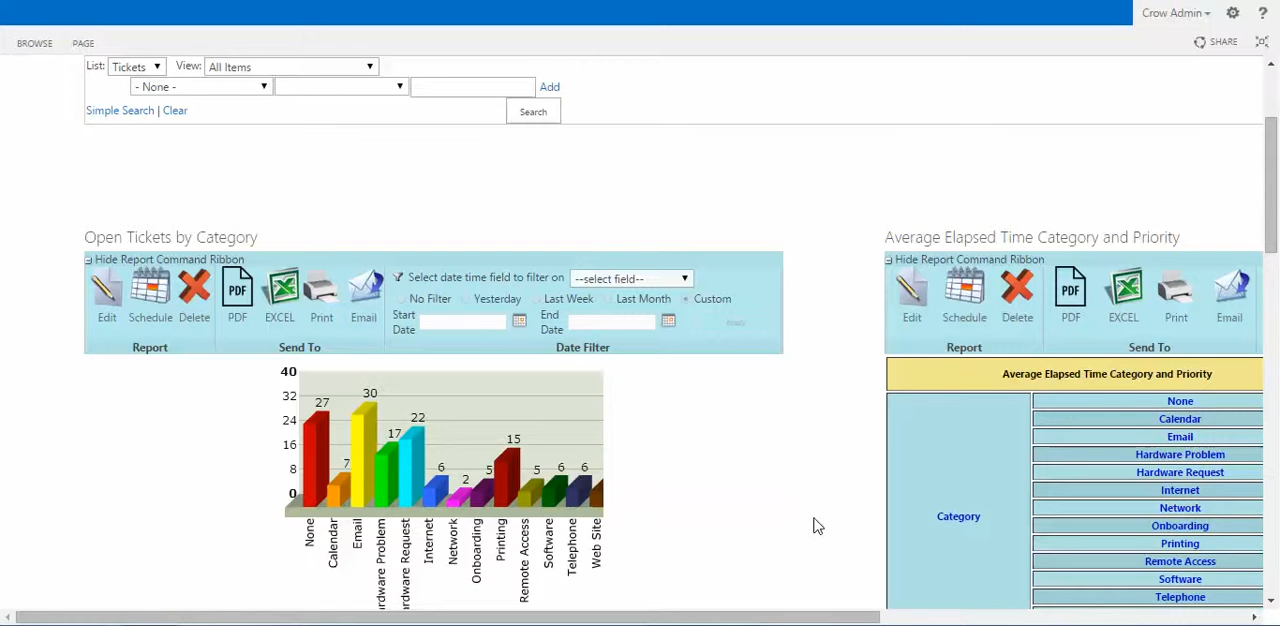 Crow Admin
?
BROWSE PAGE
SHARE
List: Tickets View: All Items
- None - Add
Simple Search | Clear
Search
Open Tickets by Category
Hide Report Command Ribbon
Select date time field to filter on --select field--
No Filter Yesterday Last Week Last Month Custom
Edit Schedule Delete PDF EXCEL Print Email
Start Date End Date
Report Send To Date Filter
40
32
24
16
8
0
27
7
30
17
22
6
2
5
15
5
6
6
None
Calendar
Email
ardware Problem
rdware Request
Internet
Network
Onboarding
Printing
Remote Access
Software
Telephone
Web Site
Average Elapsed Time Category and Priority
Hide Report Command Ribbon
PDF
Edit Schedule Delete PDF EXCEL Print Email
Report Send To
Average Elapsed Time Category and Priority
Category
None
Calendar
Email
Hardware Problem
Hardware Request
Internet
Network
Onboarding
Printing
Remote Access
Software
Telephone